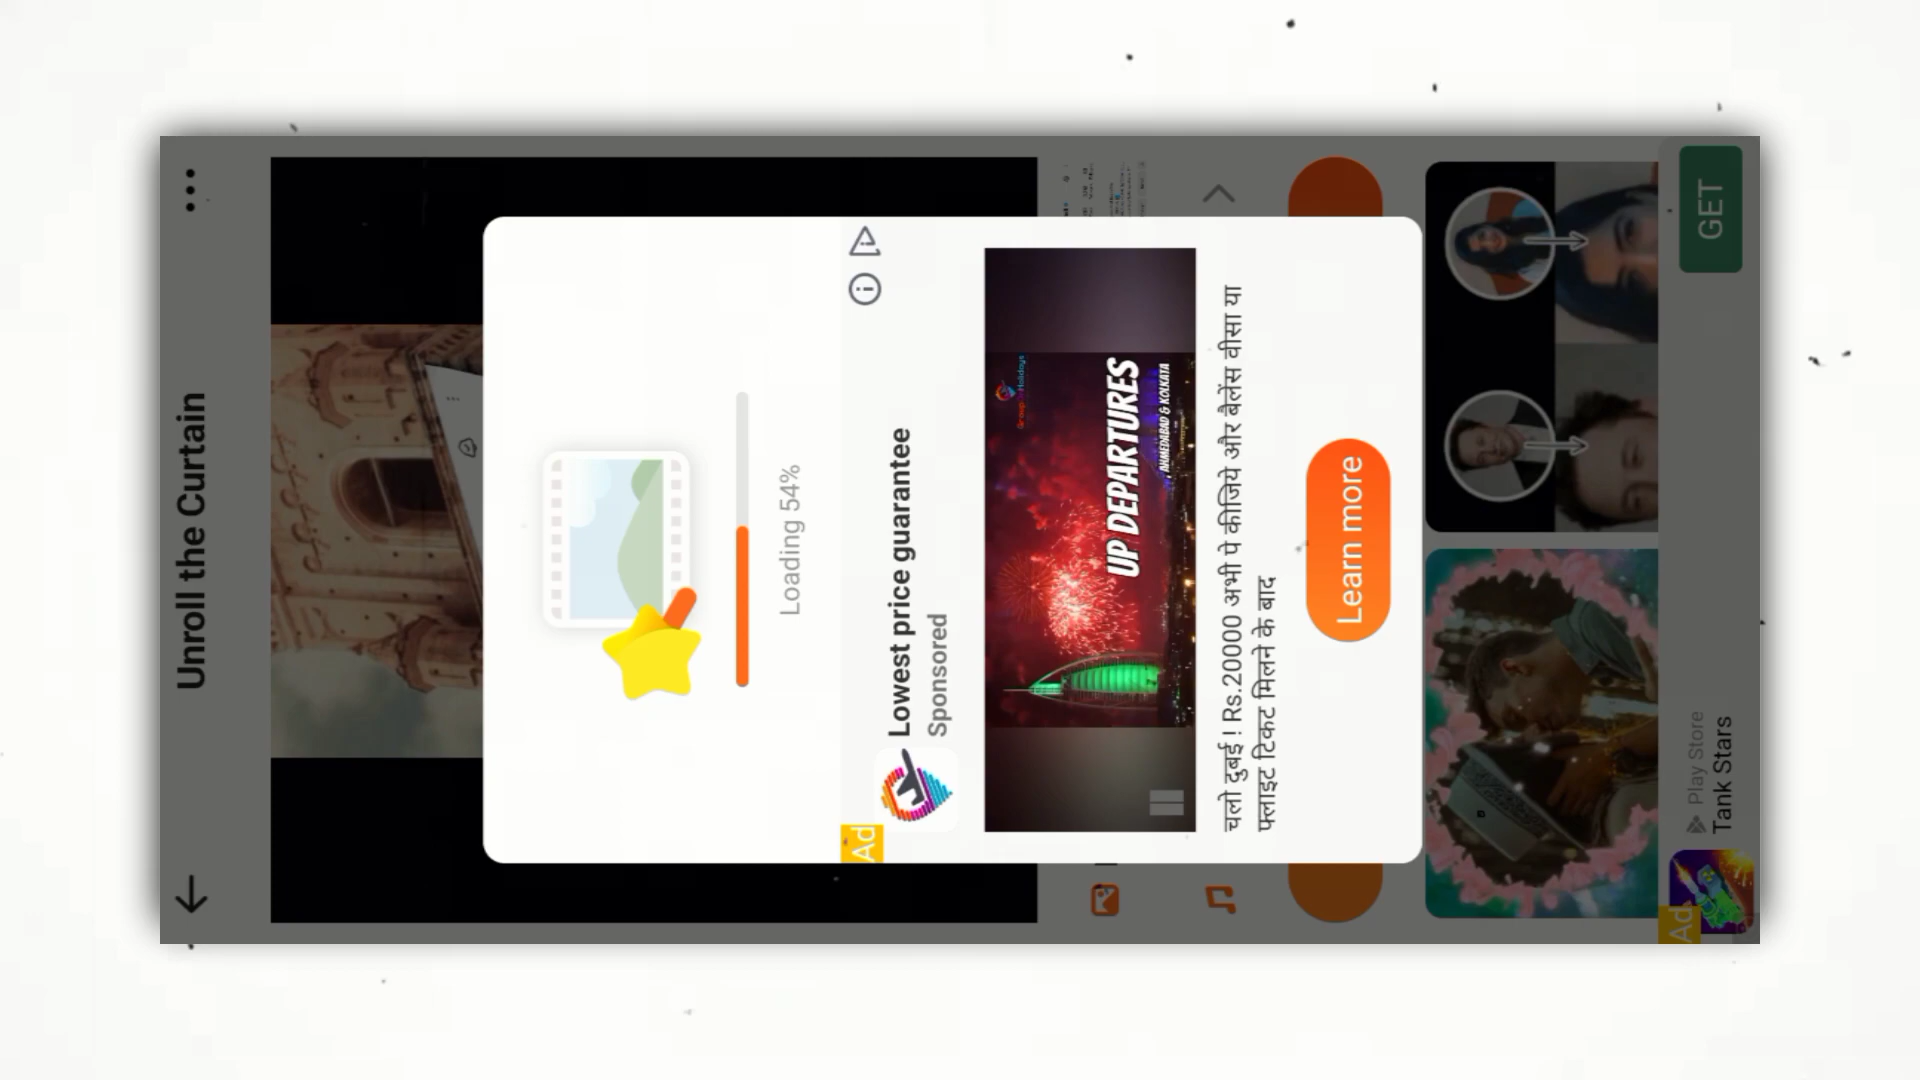 Unroll the Curtain
Loading 54%
Ad
Lowest price guarantee
Sponsored
GroupOnHolidays
UP DEPARTURES
AHMEDABAD & KOLKATA
चलो दुबई ! Rs.20000 अभी पे कीजिये और बैलेंस वीसा या
फ्लाइट टिकट मिलने के बाद
Learn more
Ad
Play Store
Tank Stars
GET